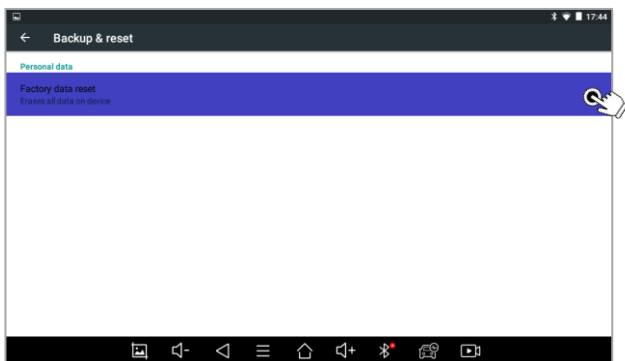 17:44
Backup & reset
Personal data
Factory data reset
Erases all data on device